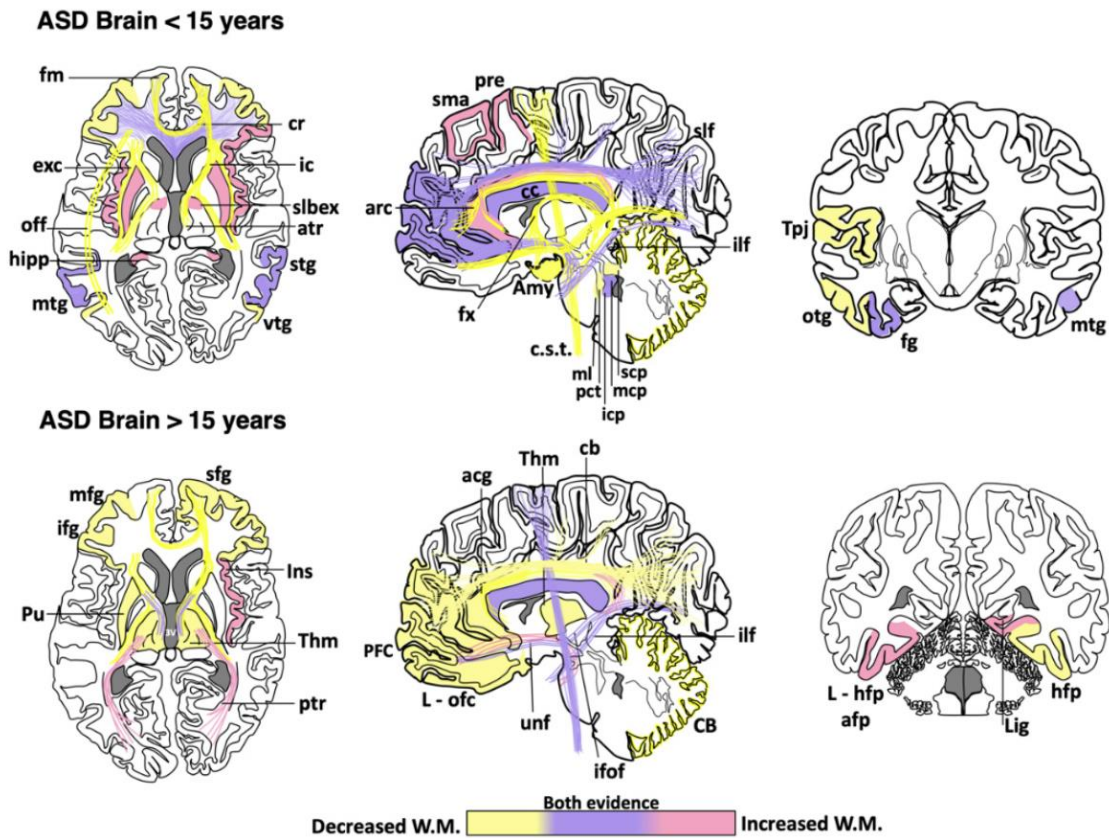 ASD Brain < 15 years
fm
cr
exc
ic
slbex
off
atr
hipp
stg
mtg
vtg
pre
sma
slf
cc
arc
ilf
Amy
fx
c.s.t.
ml
scp
pct
mcp
icp
Tpj
otg
fg
mtg
ASD Brain > 15 years
sfg
mfg
ifg
Ins
Pu
Thm
ptr
cb
Thm
acg
PFC
ilf
L - ofc
unf
CB
ifof
L - hfp
hfp
afp
Lig
Both evidence
Decreased W.M.
Increased W.M.